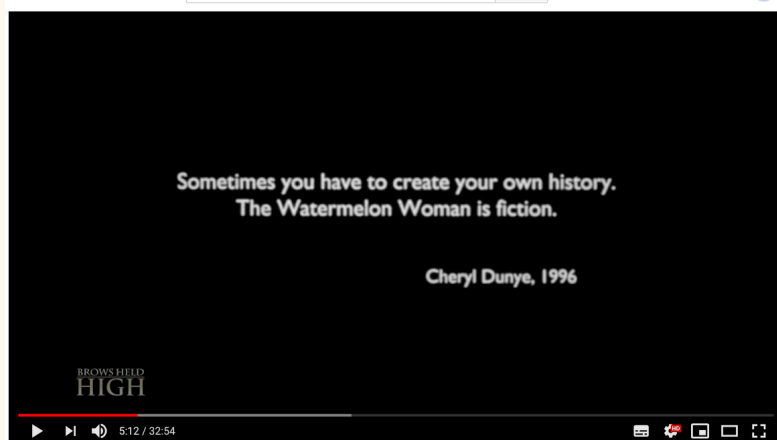 Sometimes you have to create your own history.
The Watermelon Woman is fiction.
Cheryl Dunye, 1996
BROWS HELD
HIGH
5:12 / 32:54
HD